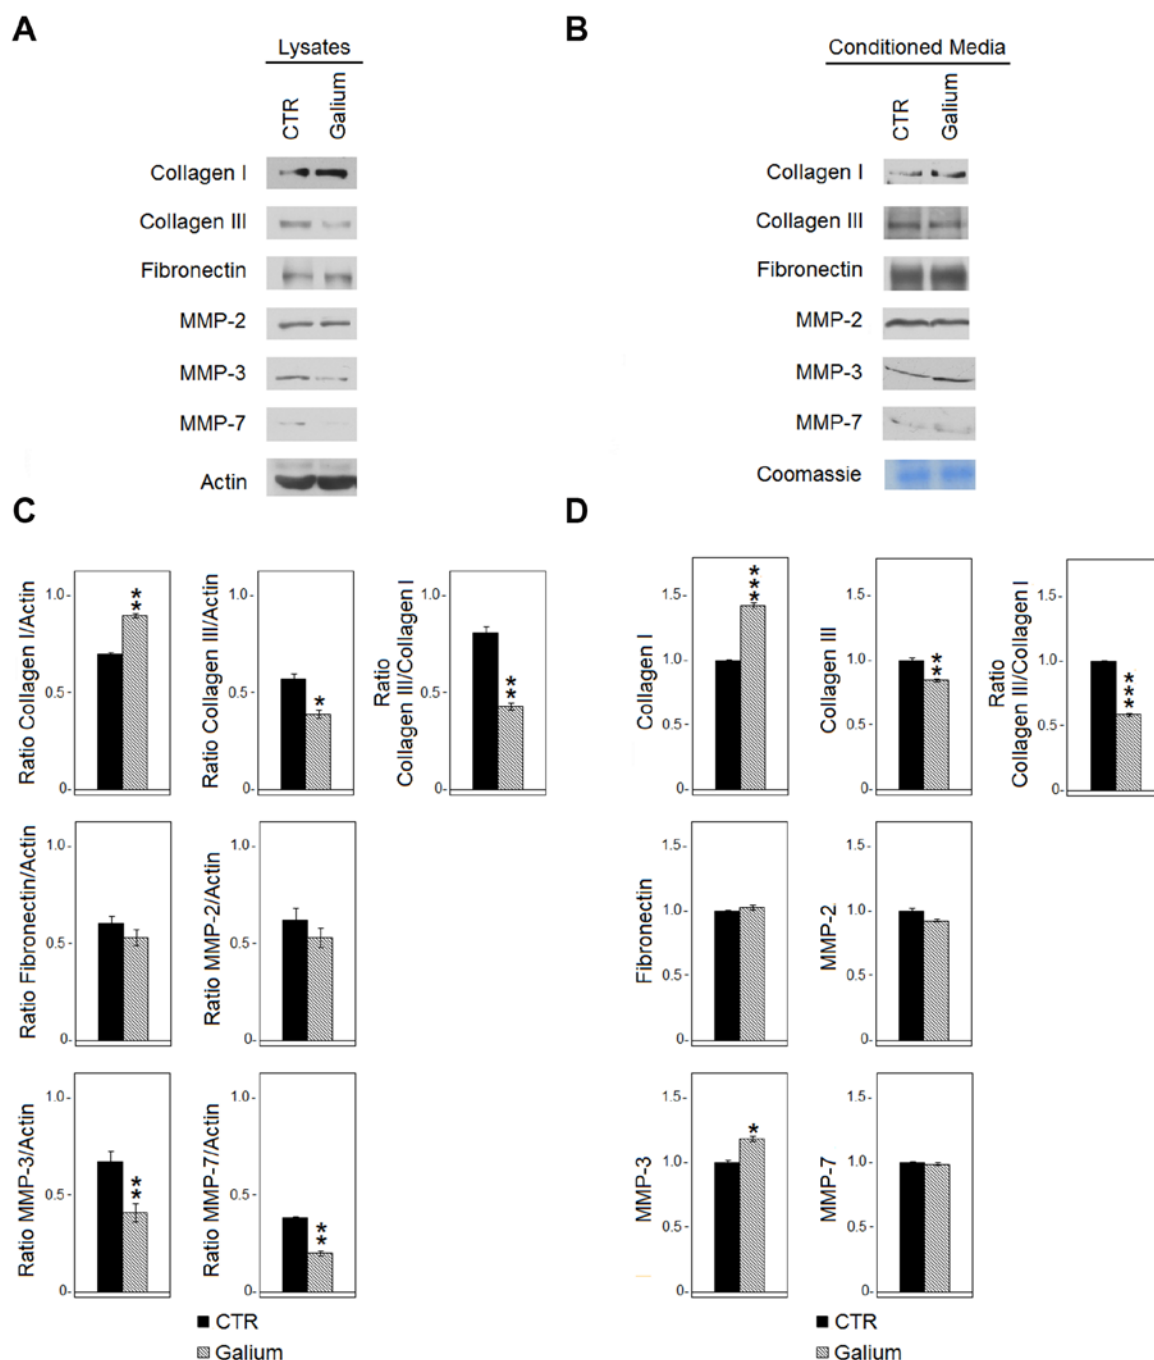 A
Lysates
CTR
Galium
Collagen I
Collagen III
Fibronectin
MMP-2
MMP-3
MMP-7
Actin
B
Conditioned Media
CTR
Galium
Collagen I
Collagen III
Fibronectin
MMP-2
MMP-3
MMP-7
Coomassie
C
Ratio Collagen I/Actin
1.0-
0.5-
0-
**
Ratio Collagen III/Actin
1.0-
0.5-
0-
*
Ratio
Collagen III/Collagen I
1.0-
0.5-
0-
**
Ratio Fibronectin/Actin
1.0-
0.5-
0-
Ratio MMP-2/Actin
1.0-
0.5-
0-
Ratio MMP-3/Actin
1.0-
0.5-
0-
**
Ratio MMP-7/Actin
1.0-
0.5-
0-
**
CTR
Galium
D
Collagen I
1.5-
1.0-
0.5-
0-
***
Collagen III
1.5-
1.0-
0.5-
0-
**
Ratio
Collagen III/Collagen I
1.5-
1.0-
0.5-
0-
***
Fibronectin
1.5-
1.0-
0.5-
0-
MMP-2
1.5-
1.0-
0.5-
0-
MMP-3
1.5-
1.0-
0.5-
0-
*
MMP-7
1.5-
1.0-
0.5-
0-
CTR
Galium